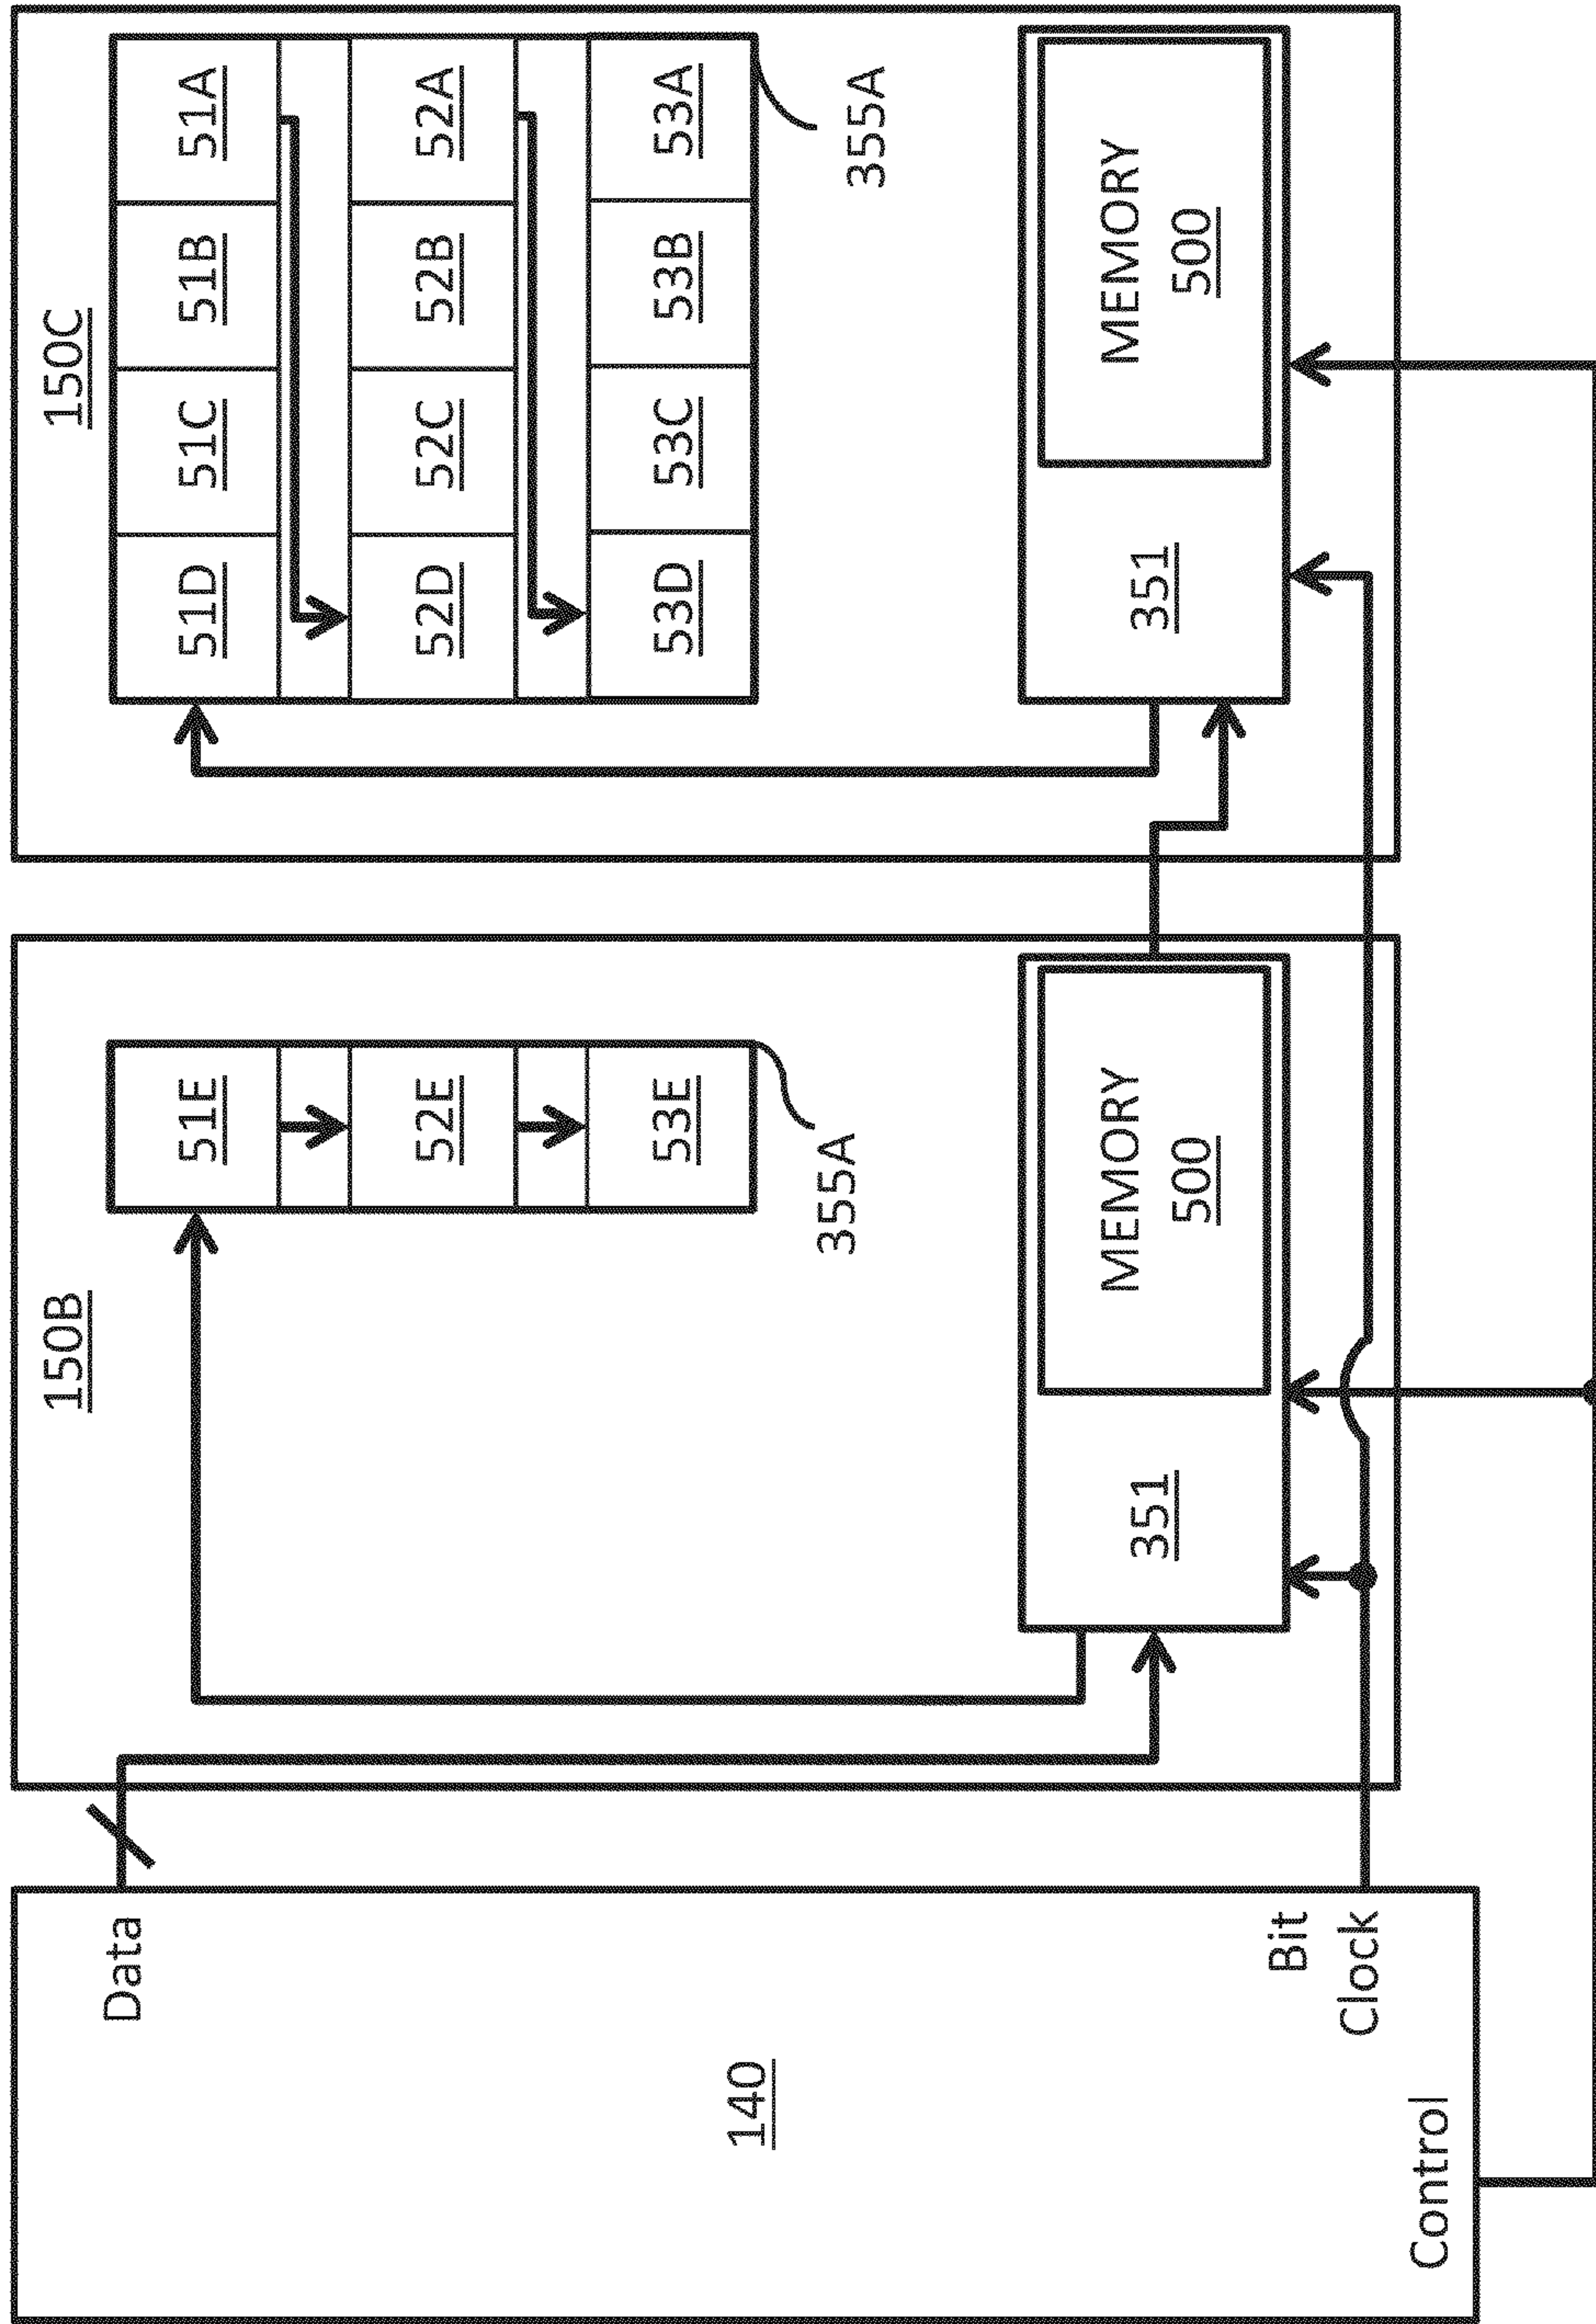 140
Data
Bit
Clock
Control
150B
51E
52E
53E
355A
351
MEMORY
500
150C
51D 51C 51B 51A
52D 52C 52B 52A
53D 53C 53B 53A
355A
351
MEMORY
500